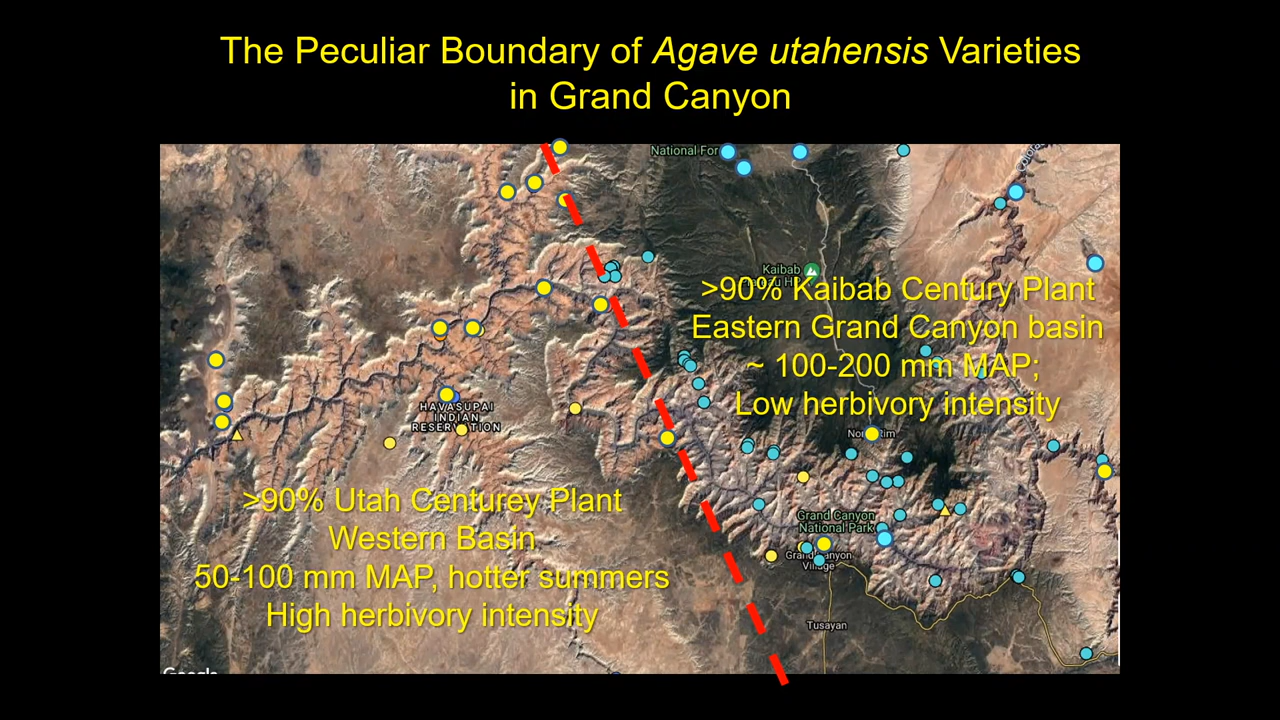 The Peculiar Boundary of Agave utahensis Varieties
in Grand Canyon
National For
Colora
Kaibab
>90% Kaibab Century Plant
Eastern Grand Canyon basin
~ 100-200 mm MAP;
Low herbivory intensity
HAVASUPAI
INDIAN
RESERVATION
>90% Utah Centurey Plant
Western Basin
50-100 mm MAP, hotter summers
High herbivory intensity
Grand Canyon
National Park
Grand Canyon
Village
Tusayan
Google